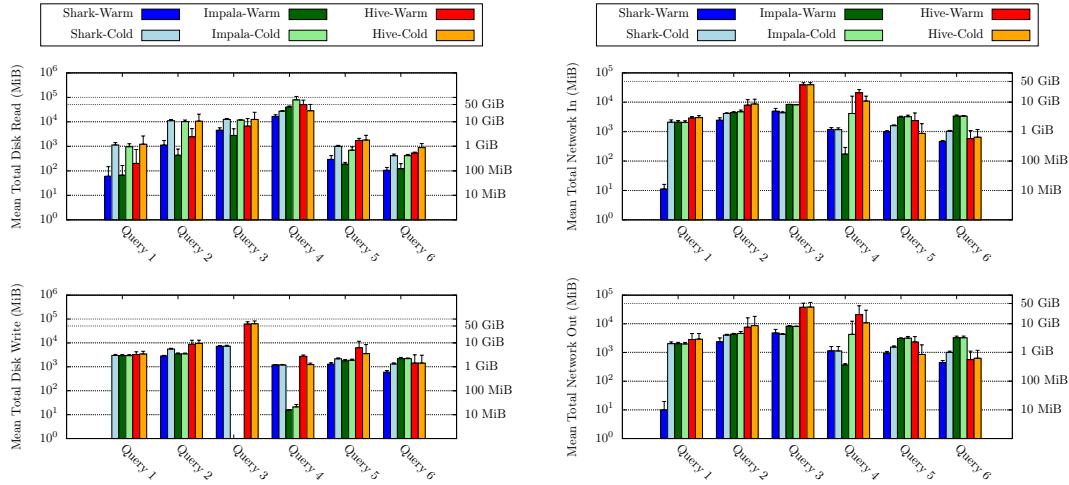 Shark-Warm Impala-Warm Hive-Warm
Shark-Cold Impala-Cold Hive-Cold
Mean Total Disk Read (MiB)
10^6
10^5
10^4
10^3
10^2
10^1
10^0
50 GiB
10 GiB
1 GiB
100 MiB
10 MiB
Query 1 Query 2 Query 3 Query 4 Query 5 Query 6
Shark-Warm Impala-Warm Hive-Warm
Shark-Cold Impala-Cold Hive-Cold
Mean Total Network In (MiB)
10^5
10^4
10^3
10^2
10^1
10^0
50 GiB
10 GiB
1 GiB
100 MiB
10 MiB
Query 1 Query 2 Query 3 Query 4 Query 5 Query 6
Mean Total Disk Write (MiB)
10^6
10^5
10^4
10^3
10^2
10^1
10^0
50 GiB
10 GiB
1 GiB
100 MiB
10 MiB
Query 1 Query 2 Query 3 Query 4 Query 5 Query 6
Mean Total Network Out (MiB)
10^5
10^4
10^3
10^2
10^1
10^0
50 GiB
10 GiB
1 GiB
100 MiB
10 MiB
Query 1 Query 2 Query 3 Query 4 Query 5 Query 6